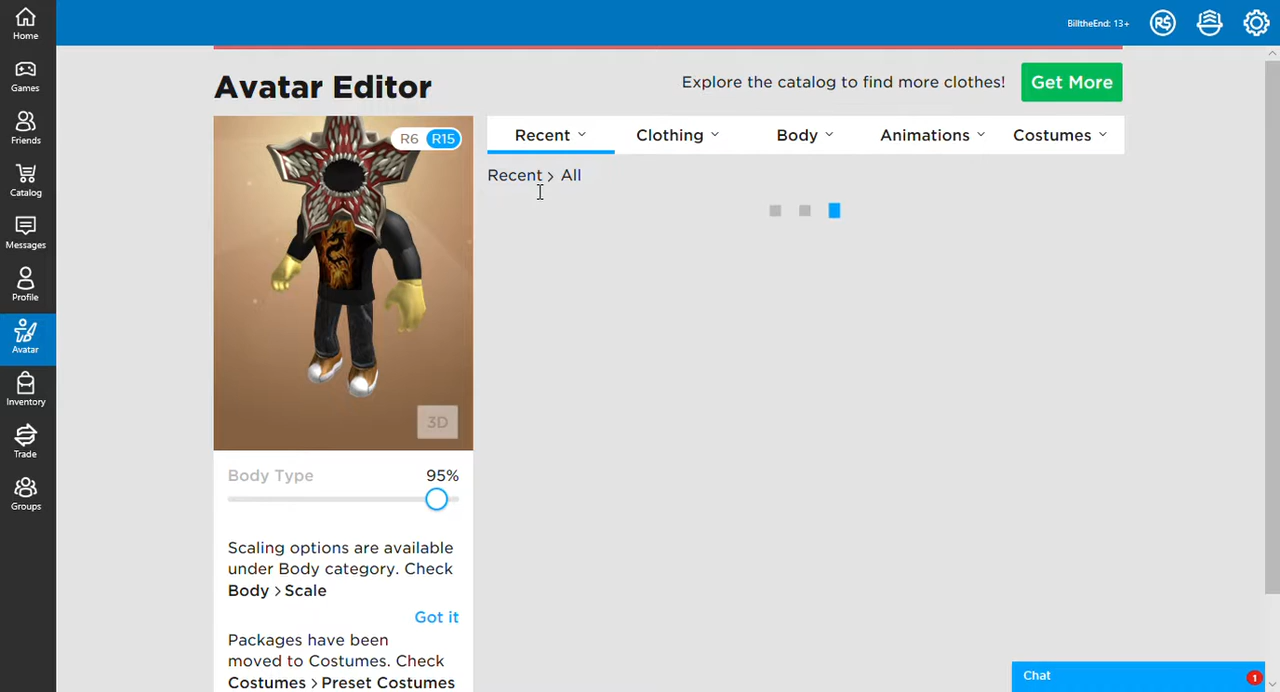 Home
Games
Friends
Catalog
Messages
Profile
Avatar
Inventory
Trade
Groups
BilltheEnd: 13+
R$
Avatar Editor
Explore the catalog to find more clothes!
Get More
R6 R15
3D
Recent
Clothing
Body
Animations
Costumes
Recent > All
Body Type 95%
Scaling options are available
under Body category. Check
Body > Scale
Got it
Packages have been
moved to Costumes. Check
Costumes > Preset Costumes
Chat
1